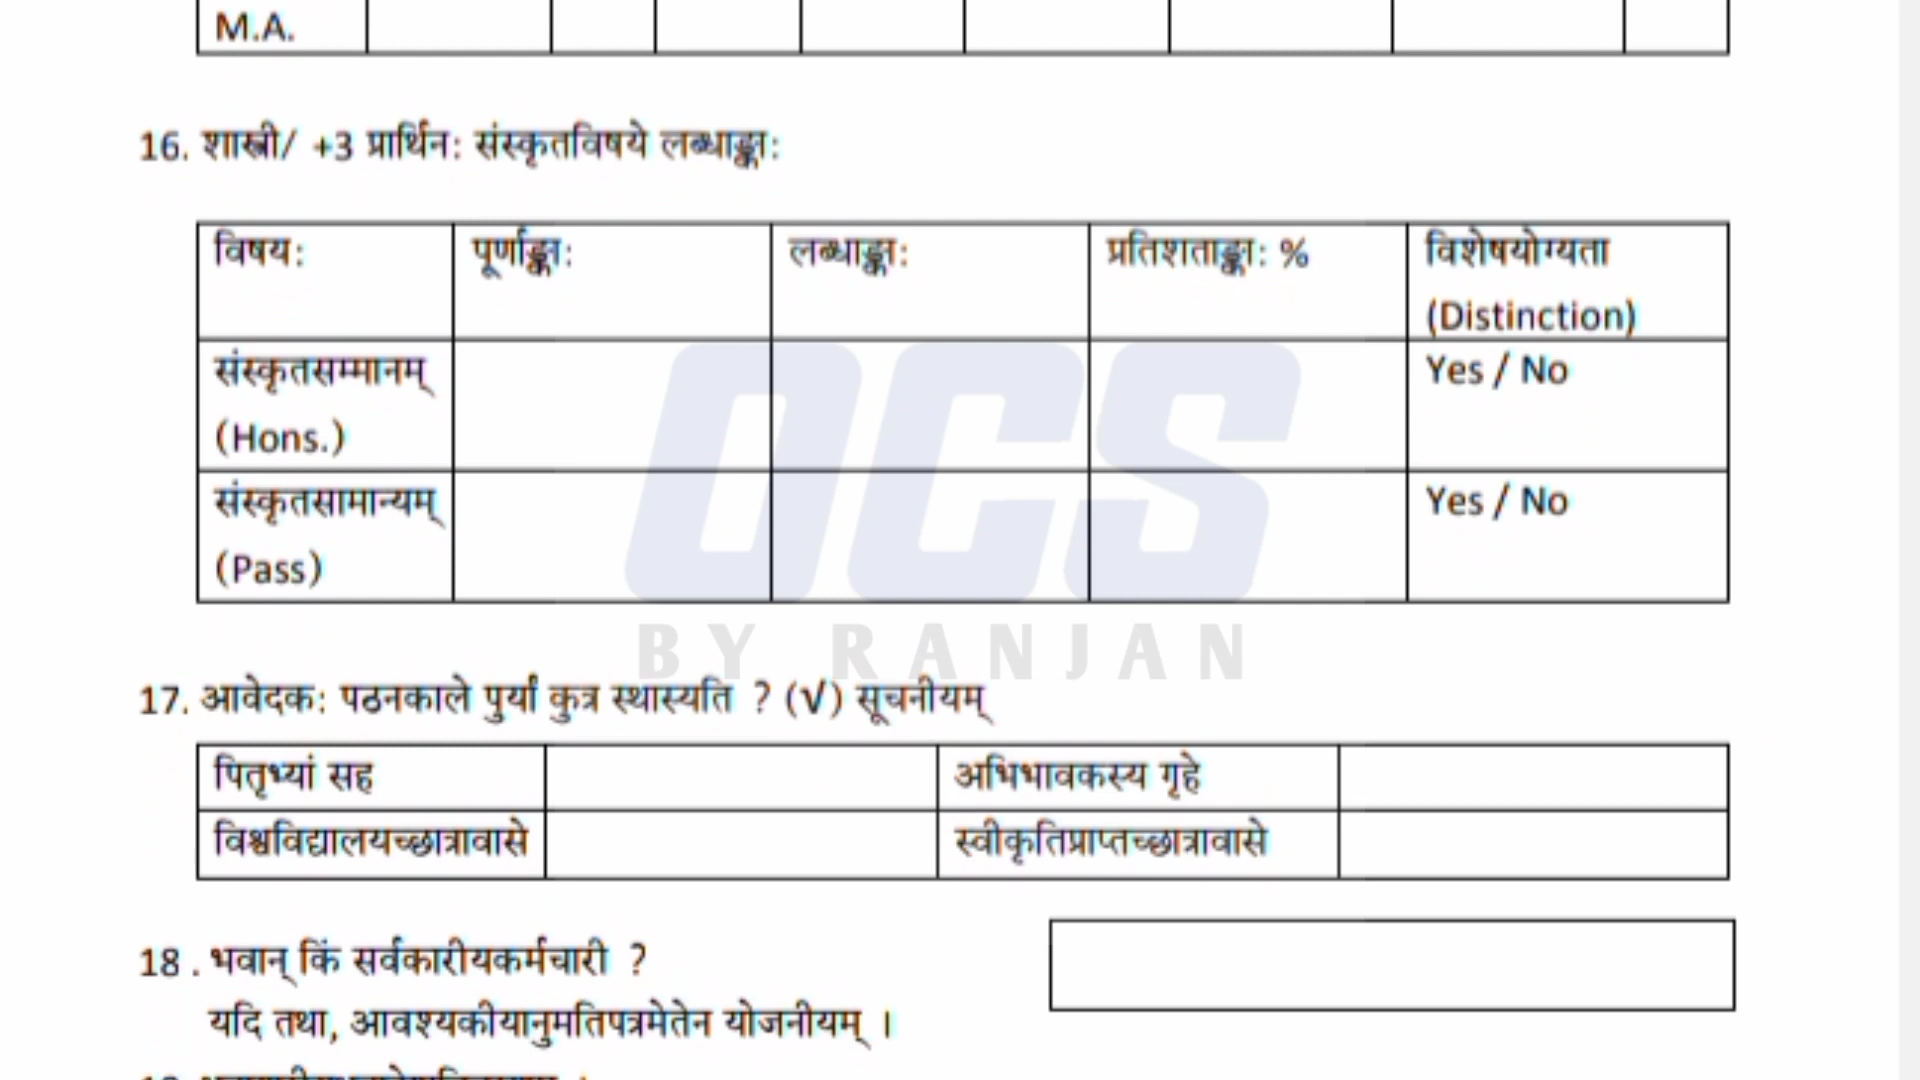 M.A.
16. शास्त्री/ +3 प्रार्थिन: संस्कृतविषये लब्धाङ्का:
विषय: पूर्णाङ्का: लब्धाङ्का: प्रतिशताङ्का: % विशेषयोग्यता
(Distinction)
संस्कृतसम्मानम् Yes / No
(Hons.)
संस्कृतसामान्यम् Yes / No
(Pass)
OCS
BY RANJAN
17. आवेदक: पठनकाले पुर्यां कुत्र स्थास्यति ? (√) सूचनीयम्
पितृभ्यां सह अभिभावकस्य गृहे
विश्वविद्यालयच्छात्रावासे स्वीकृतिप्राप्तच्छात्रावासे
18 . भवान् किं सर्वकारीयकर्मचारी ?
यदि तथा, आवश्यकीयानुमतिपत्रमेतेन योजनीयम् ।